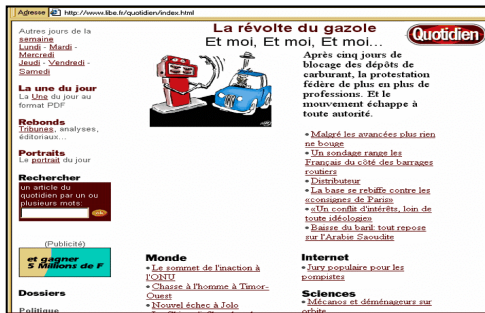 Adresse http://www.libe.fr/quotidien/index.html
Autres jours de la
semaine
Lundi - Mardi -
Mercredi
Jeudi - Vendredi -
Samedi
La une du jour
La Une du jour au
format PDF
Rebonds
Tribunes, analyses,
éditoriaux...
Portraits
Le portrait du jour
Rechercher
un article du
quotidien par un ou
plusieurs mots:
(Publicité)
et gagner
5 Millions de F
Dossiers
Politique
La révolte du gazole
Et moi, Et moi, Et moi...
Quotidien
Après cinq jours de
blocage des dépôts de
carburant, la protestation
fédère de plus en plus de
professions. Et le
mouvement échappe à
toute autorité.
• Malgré les avancées plus rien
ne bouge
• Un sondage range les
Français du côté des barrages
routiers
• Distributeur
• La base se rebiffe contre les
«consignes de Paris»
• «Un conflit d'intérêts, loin de
toute idéologie»
• Baisse du baril: tout repose
sur l'Arabie Saoudite
Monde
• Le sommet de l'inaction à
l'ONU
• Chasse à l'homme à Timor-
Ouest
• Nouvel échec à Jolo
Internet
• Jury populaire pour les
pompistes
Sciences
• Mécanos et déménageurs sur
orbite